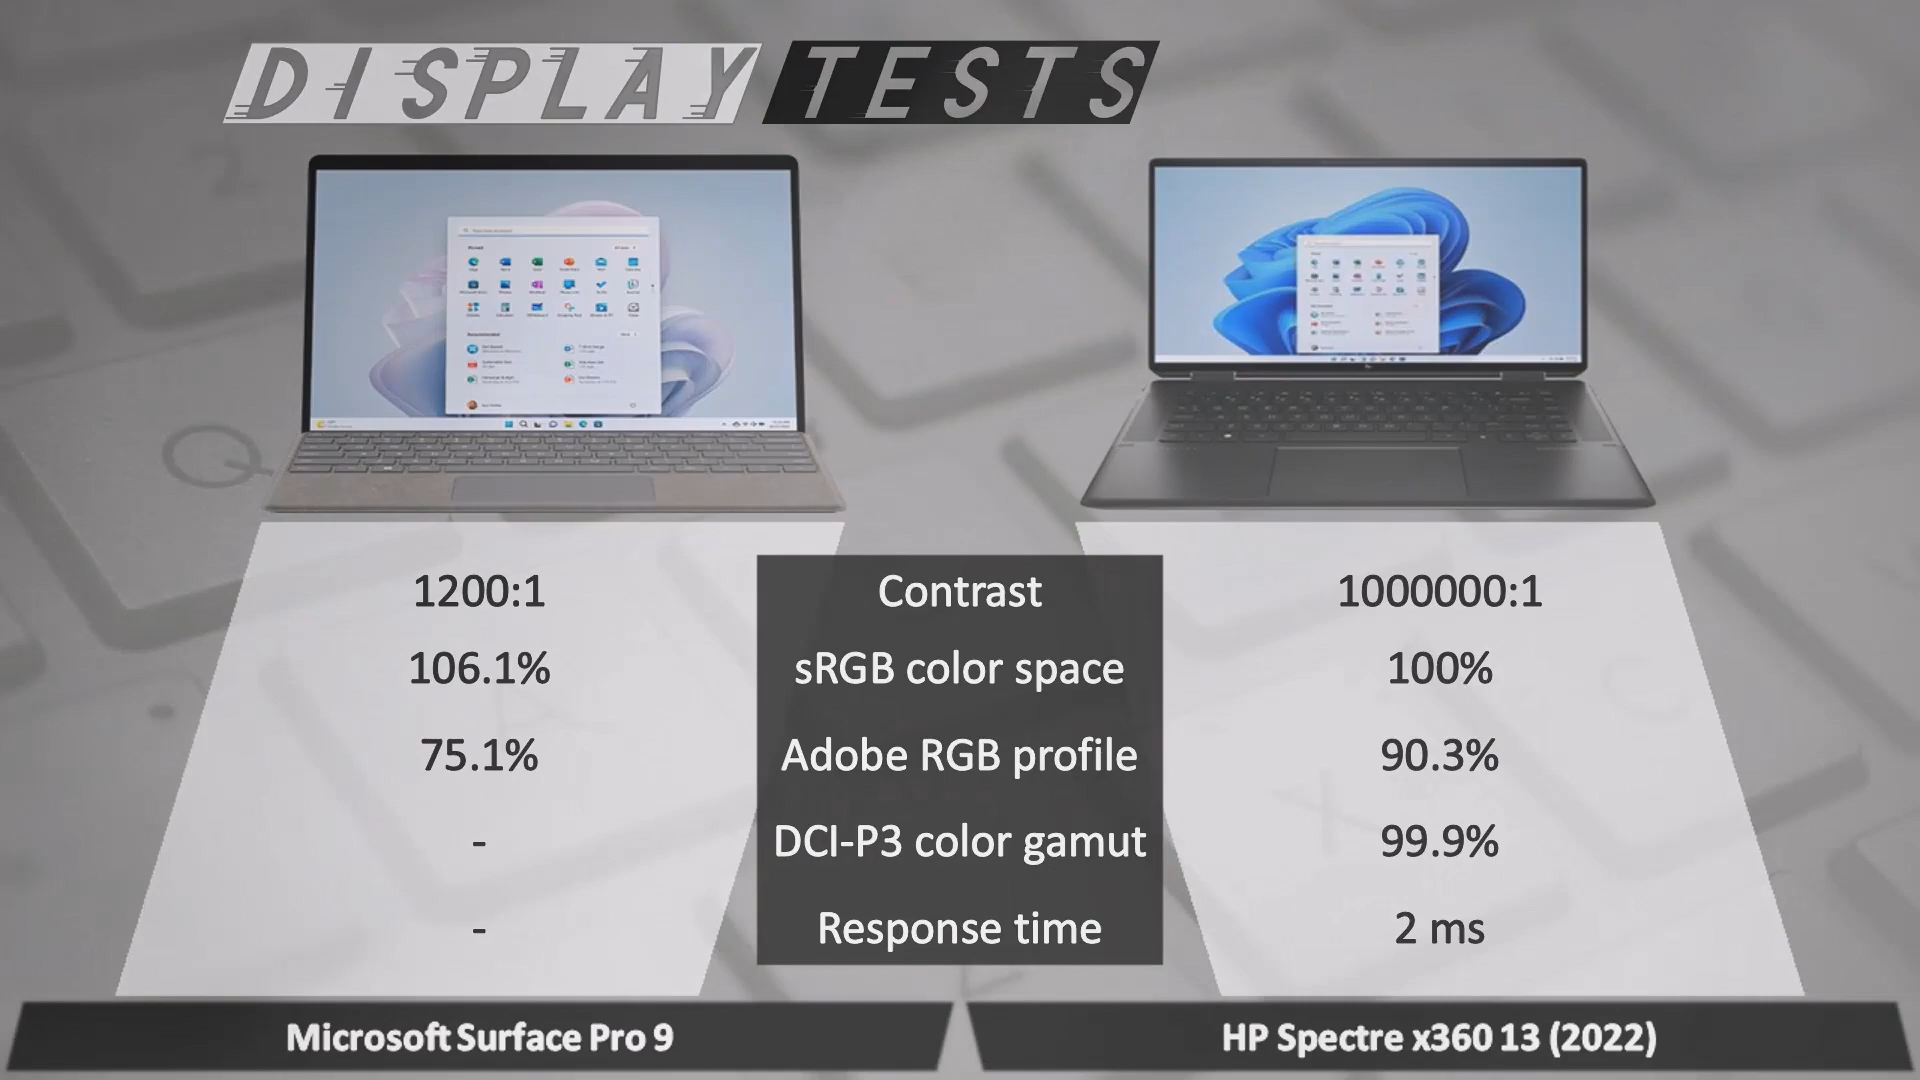 DISPLAY TESTS
1200:1 Contrast 1000000:1
106.1% sRGB color space 100%
75.1% Adobe RGB profile 90.3%
- DCI-P3 color gamut 99.9%
- Response time 2 ms
Microsoft Surface Pro 9 HP Spectre x360 13 (2022)